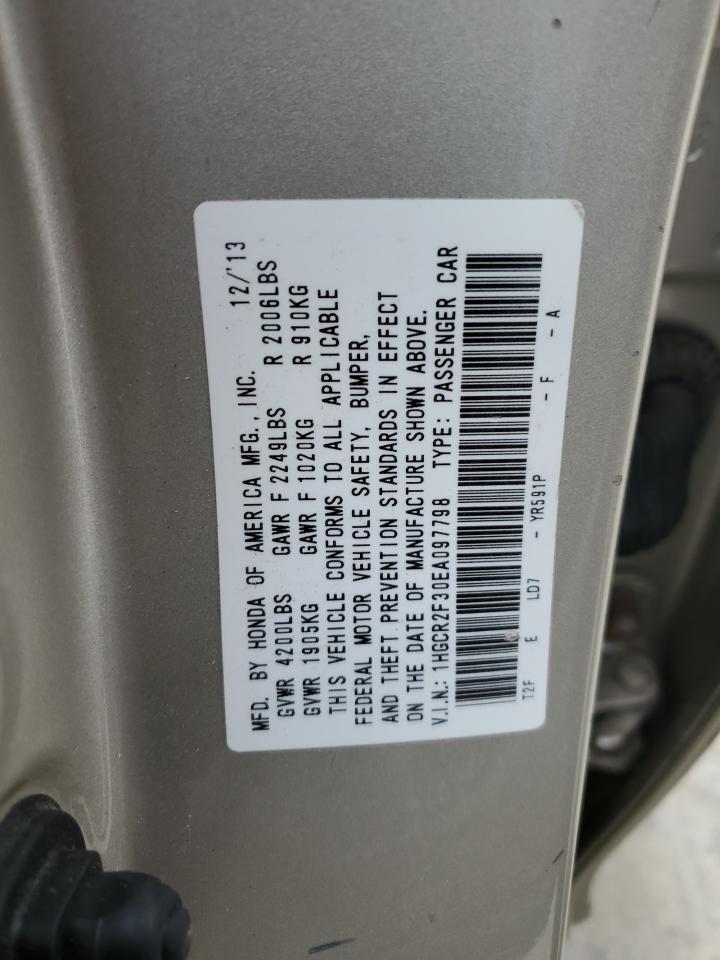 MFD. BY HONDA OF AMERICA MFG., INC. 12/'13
GVWR 4200LBS GAWR F 2249LBS R 2006LBS
GVWR 1905KG GAWR F 1020KG R 910KG
THIS VEHICLE CONFORMS TO ALL APPLICABLE
FEDERAL MOTOR VEHICLE SAFETY, BUMPER,
AND THEFT PREVENTION STANDARDS IN EFFECT
ON THE DATE OF MANUFACTURE SHOWN ABOVE.
V.I.N.: 1HGCR2F30EA097798 TYPE: PASSENGER CAR
T2F E LD7 - YR591P - F - A